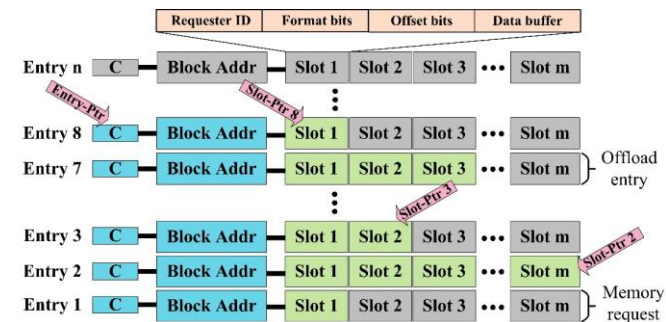 Requester ID Format bits Offset bits Data buffer
Entry n C Block Addr Slot 1 Slot 2 Slot 3 ••• Slot m
Entry-Ptr Slot-Ptr 8
Entry 8 C Block Addr Slot 1 Slot 2 Slot 3 ••• Slot m
Entry 7 C Block Addr Slot 1 Slot 2 Slot 3 ••• Slot m Offload entry
Slot-Ptr 3
Entry 3 C Block Addr Slot 1 Slot 2 Slot 3 ••• Slot m
Slot-Ptr 2
Entry 2 C Block Addr Slot 1 Slot 2 Slot 3 ••• Slot m
Entry 1 C Block Addr Slot 1 Slot 2 Slot 3 ••• Slot m Memory request